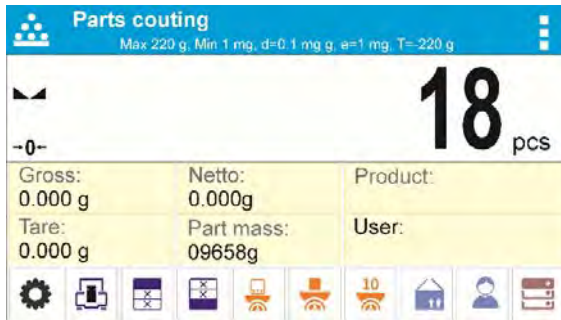 Parts couting
Max 220 g, Min 1 mg, d=0.1 mg g, e=1 mg, T=-220 g
18 pcs
→0←
Gross: Netto: Product:
0.000 g 0.000g
Tare: Part mass: User:
0.000 g 09658g
10